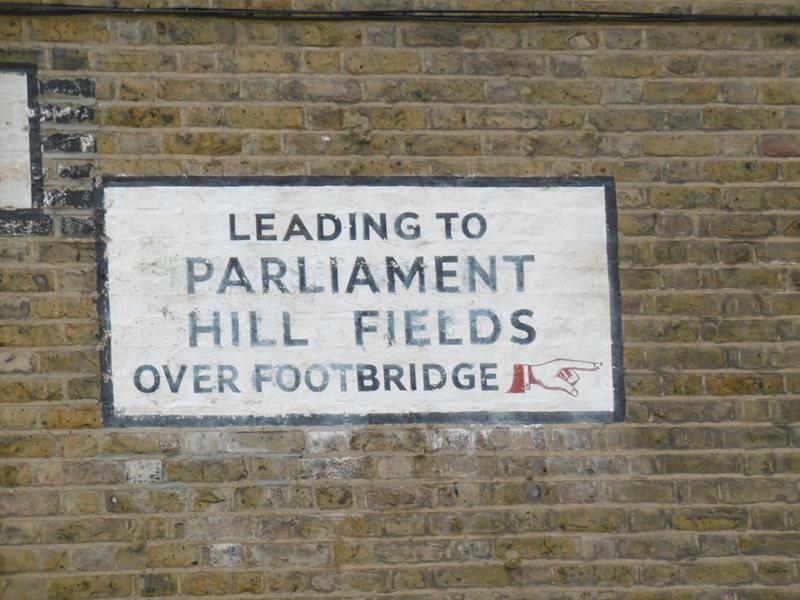 LEADING TO
PARLIAMENT
HILL FIELDS
OVER FOOTBRIDGE